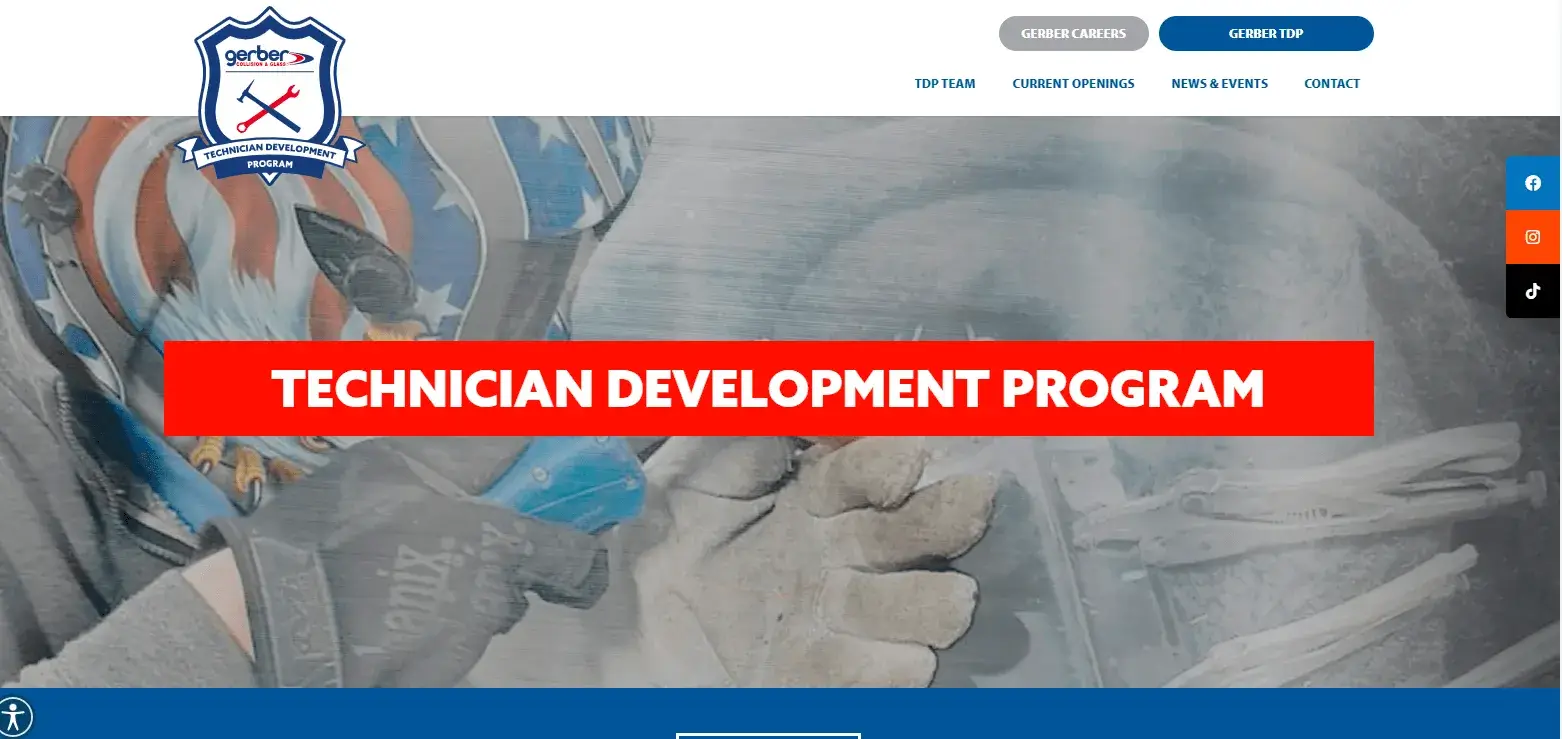 gerber
COLLISION & GLASS
TECHNICIAN DEVELOPMENT
PROGRAM
GERBER CAREERS
GERBER TDP
TDP TEAM
CURRENT OPENINGS
NEWS & EVENTS
CONTACT
TECHNICIAN DEVELOPMENT PROGRAM